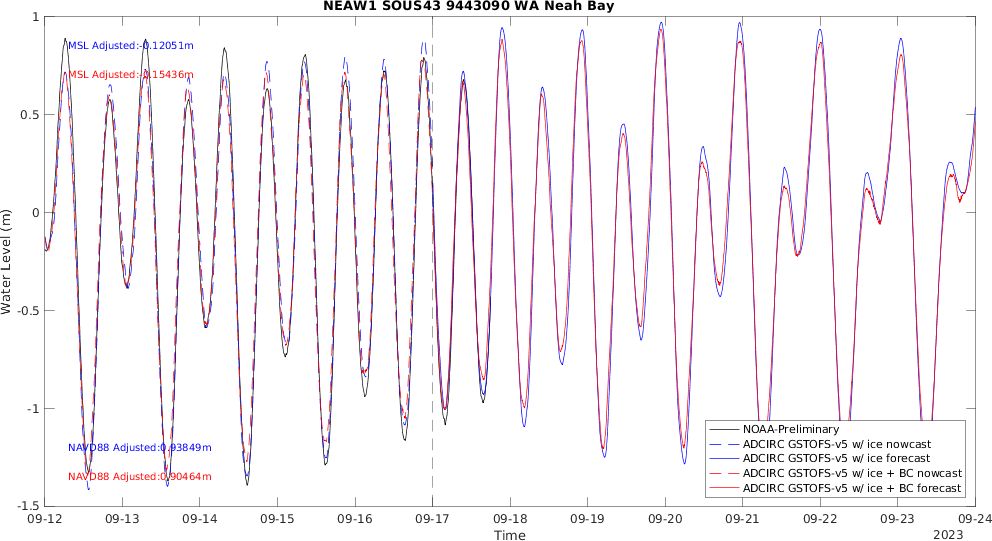 NEAW1 SOUS43 9443090 WA Neah Bay
Water Level (m)
1
0.5
0
-0.5
-1
-1.5
MSL Adjusted:-0.12051m
MSL Adjusted:-0.15436m
NAVD88 Adjusted:0.93849m
NAVD88 Adjusted:0.90464m
NOAA-Preliminary
ADCIRC GSTOFS-v5 w/ ice nowcast
ADCIRC GSTOFS-v5 w/ ice forecast
ADCIRC GSTOFS-v5 w/ ice + BC nowcast
ADCIRC GSTOFS-v5 w/ ice + BC forecast
09-12 09-13 09-14 09-15 09-16 09-17 09-18 09-19 09-20 09-21 09-22 09-23 09-24
Time
2023